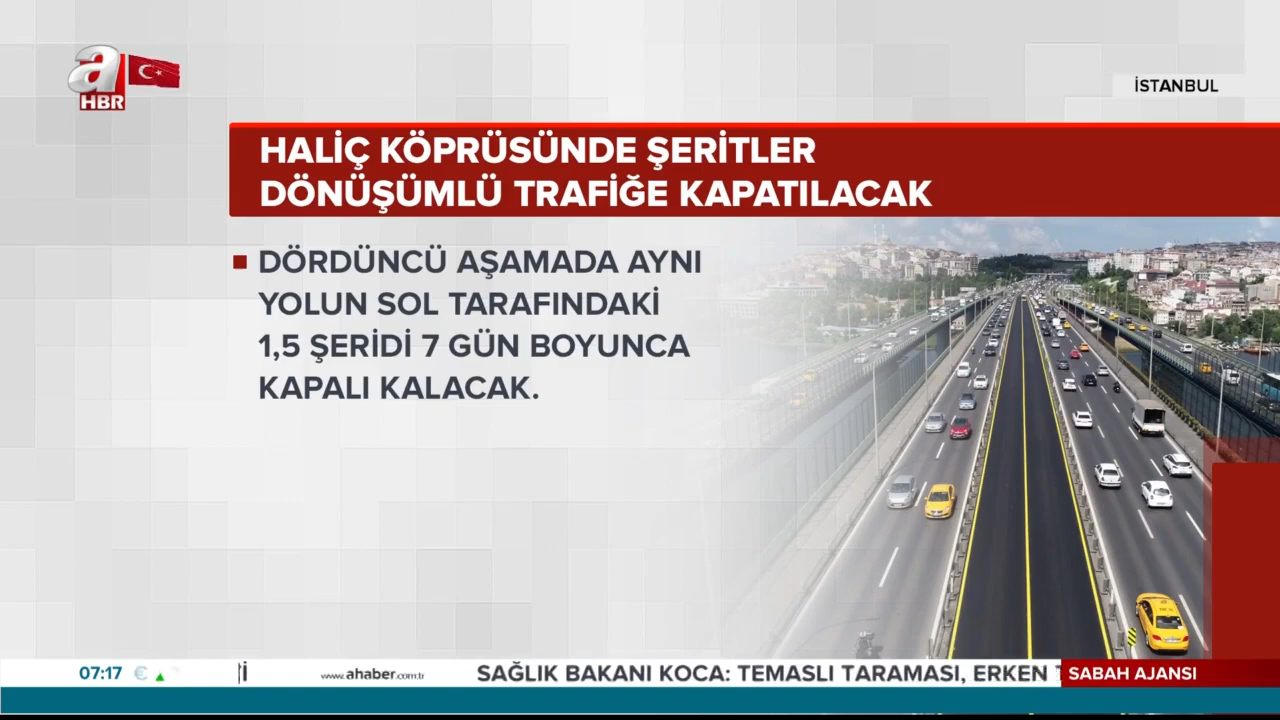 a
HBR
İSTANBUL
HALİÇ KÖPRÜSÜNDE ŞERİTLER
DÖNÜŞÜMLÜ TRAFİĞE KAPATILACAK
DÖRDÜNCÜ AŞAMADA AYNI
YOLUN SOL TARAFINDAKİ
1,5 ŞERİDİ 7 GÜN BOYUNCA
KAPALI KALACAK.
07:17 € www.ahaber.com.tr SAĞLIK BAKANI KOCA: TEMASLI TARAMASI, ERKEN SABAH AJANSI